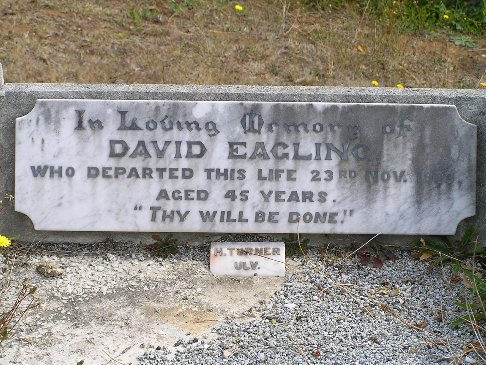 In Loving Memory of
DAVID EAGLING
WHO DEPARTED THIS LIFE 23RD NOV.
AGED 45 YEARS.
"THY WILL BE DONE."
H. TURNER
ULV.